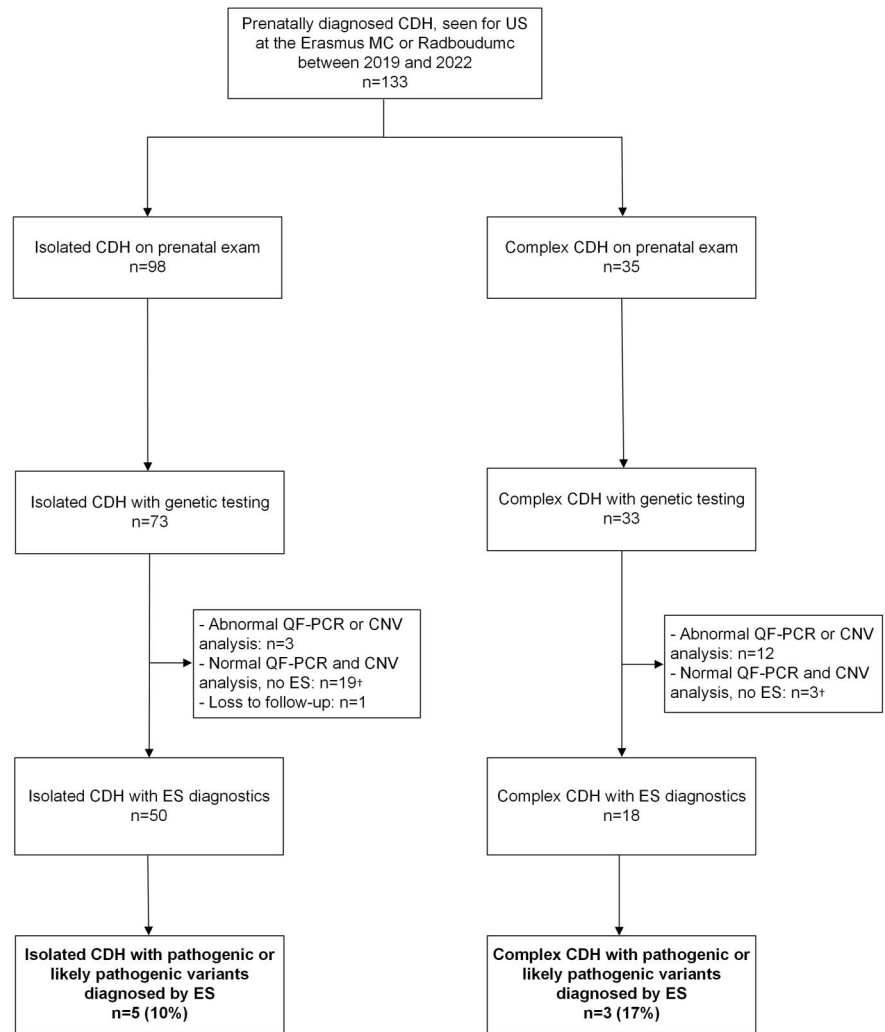 Prenatally diagnosed CDH, seen for US
at the Erasmus MC or Radboudumc
between 2019 and 2022
n=133
Isolated CDH on prenatal exam
n=98
Complex CDH on prenatal exam
n=35
Isolated CDH with genetic testing
n=73
Complex CDH with genetic testing
n=33
- Abnormal QF-PCR or CNV
analysis: n=3
- Normal QF-PCR and CNV
analysis, no ES: n=19†
- Loss to follow-up: n=1
- Abnormal QF-PCR or CNV
analysis: n=12
- Normal QF-PCR and CNV
analysis, no ES: n=3†
Isolated CDH with ES diagnostics
n=50
Complex CDH with ES diagnostics
n=18
Isolated CDH with pathogenic or
likely pathogenic variants
diagnosed by ES
n=5 (10%)
Complex CDH with pathogenic or
likely pathogenic variants
diagnosed by ES
n=3 (17%)